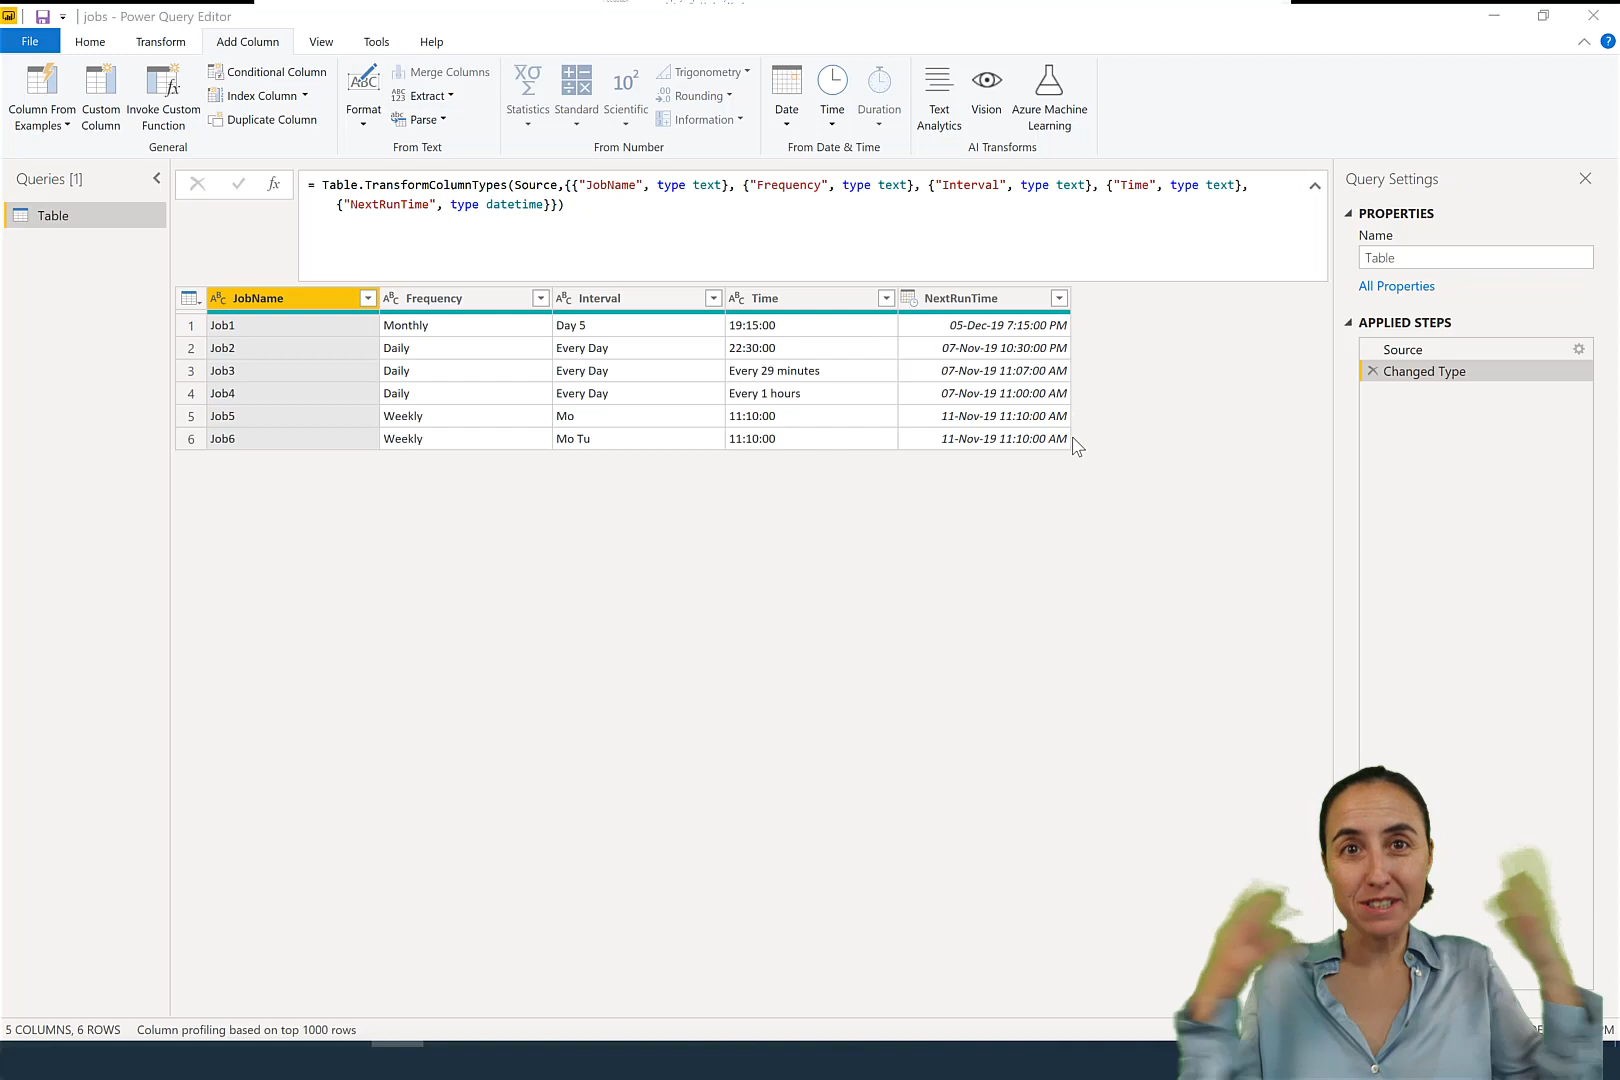 jobs - Power Query Editor
File Home Transform Add Column View Tools Help
Column From Examples
Custom Column
Invoke Custom Function
Conditional Column
Index Column
Duplicate Column
General
ABC
Format
Merge Columns
ABC 123 Extract
abc Parse
From Text
Statistics
Standard
10² Scientific
Trigonometry
.00 Rounding
Information
From Number
Date
Time
Duration
From Date & Time
Text Analytics
Vision
Azure Machine Learning
AI Transforms
Queries [1]
Table
fx
= Table.TransformColumnTypes(Source,{{"JobName", type text}, {"Frequency", type text}, {"Interval", type text}, {"Time", type text},
{"NextRunTime", type datetime}})
JobName Frequency Interval Time NextRunTime
1 Job1 Monthly Day 5 19:15:00 05-Dec-19 7:15:00 PM
2 Job2 Daily Every Day 22:30:00 07-Nov-19 10:30:00 PM
3 Job3 Daily Every Day Every 29 minutes 07-Nov-19 11:07:00 AM
4 Job4 Daily Every Day Every 1 hours 07-Nov-19 11:00:00 AM
5 Job5 Weekly Mo 11:10:00 11-Nov-19 11:10:00 AM
6 Job6 Weekly Mo Tu 11:10:00 11-Nov-19 11:10:00 AM
Query Settings
PROPERTIES
Name
Table
All Properties
APPLIED STEPS
Source
Changed Type
5 COLUMNS, 6 ROWS Column profiling based on top 1000 rows